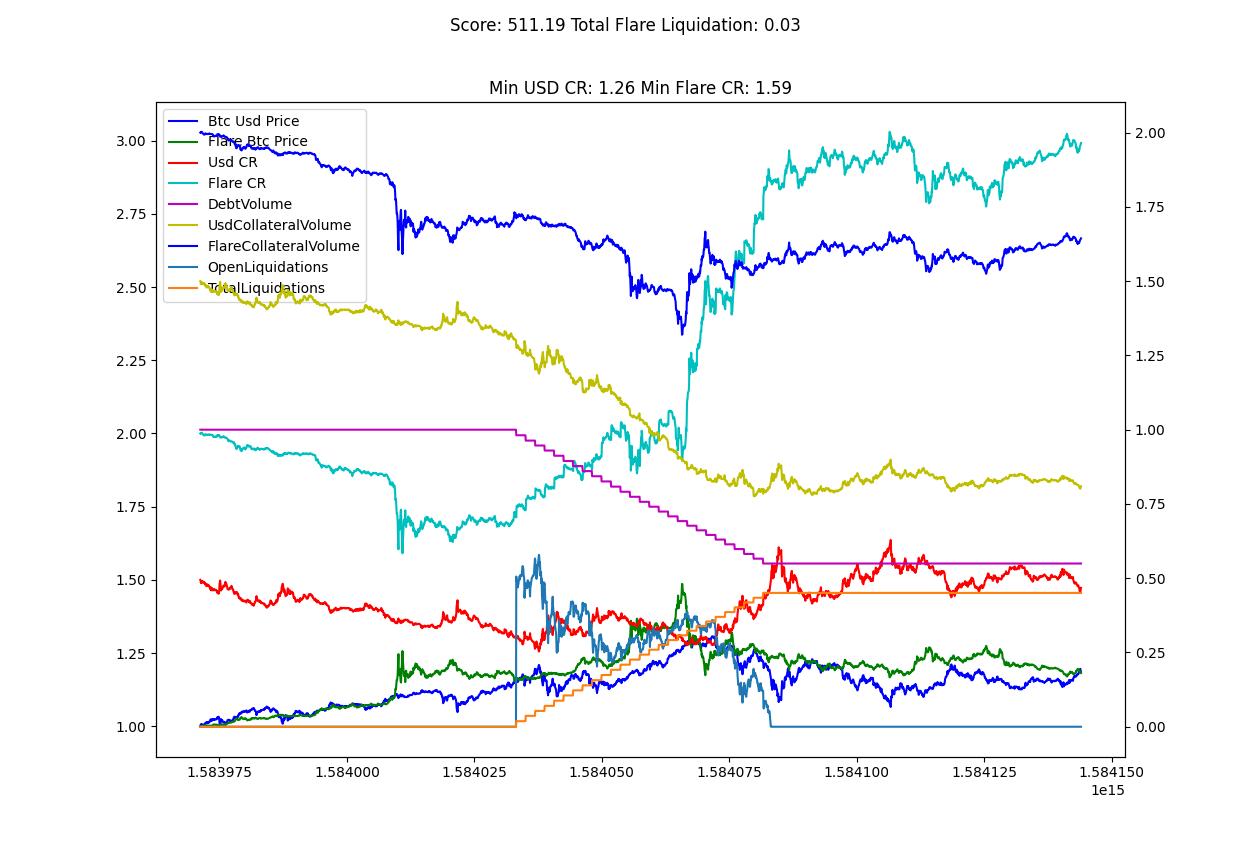 Score: 511.19 Total Flare Liquidation: 0.03
Min USD CR: 1.26 Min Flare CR: 1.59
Btc Usd Price
Flare Btc Price
Usd CR
Flare CR
DebtVolume
UsdCollateralVolume
FlareCollateralVolume
OpenLiquidations
TotalLiquidations
3.00
2.75
2.50
2.25
2.00
1.75
1.50
1.25
1.00
2.00
1.75
1.50
1.25
1.00
0.75
0.50
0.25
0.00
1.583975 1.584000 1.584025 1.584050 1.584075 1.584100 1.584125 1.584150
1e15